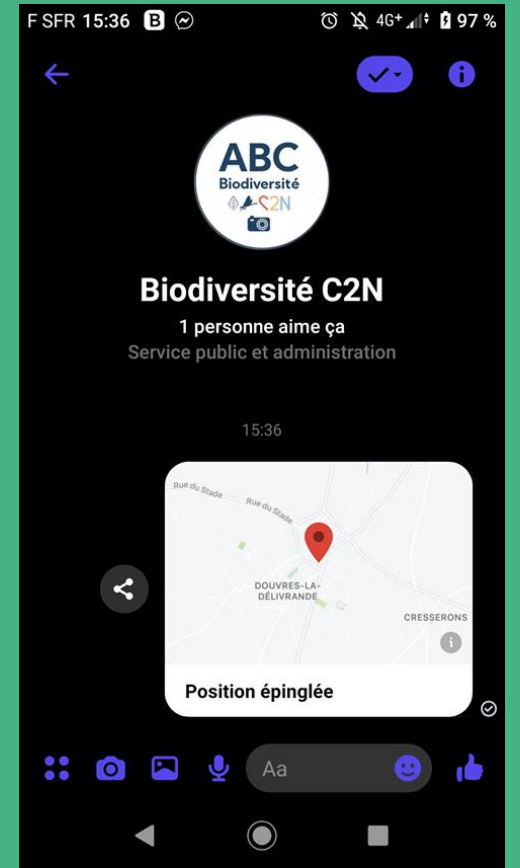 F SFR 15:36 B 4G+ 97 %
ABC
Biodiversité
C2N
Biodiversité C2N
1 personne aime ça
Service public et administration
15:36
Rue du Stade
Rue du Stade
DOUVRES-LA-
DÉLIVRANDE
CRESSERONS
Position épinglée
Aa